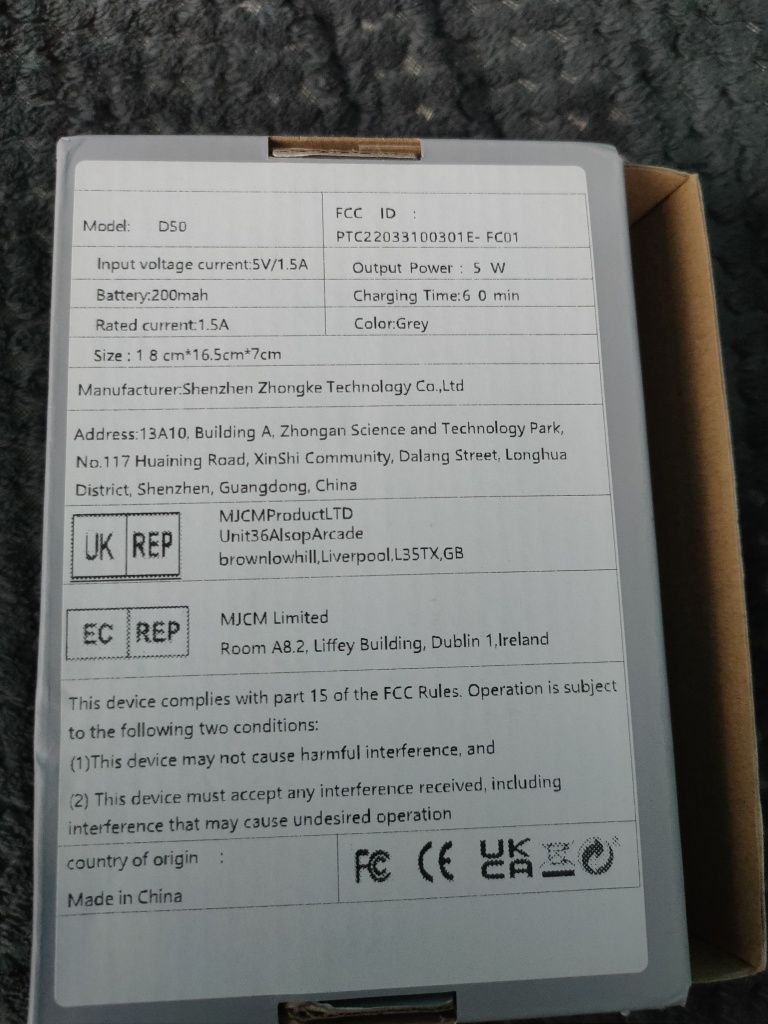 Model: D50
FCC ID :
PTC22033100301E- FC01
Input voltage current:5V/1.5A
Output Power : 5 W
Battery:200mah
Charging Time:6 0 min
Rated current:1.5A
Color:Grey
Size : 1 8 cm*16.5cm*7cm
Manufacturer:Shenzhen Zhongke Technology Co.,Ltd
Address:13A10, Building A, Zhongan Science and Technology Park,
No.117 Huaining Road, XinShi Community, Dalang Street, Longhua
District, Shenzhen, Guangdong, China
UK REP
MJCMProductLTD
Unit36AlsopArcade
brownlowhill,Liverpool,L35TX,GB
EC REP
MJCM Limited
Room A8.2, Liffey Building, Dublin 1,Ireland
This device complies with part 15 of the FCC Rules. Operation is subject
to the following two conditions:
(1)This device may not cause harmful interference, and
(2) This device must accept any interference received, including
interference that may cause undesired operation
country of origin :
Made in China
FC CE UK
CA